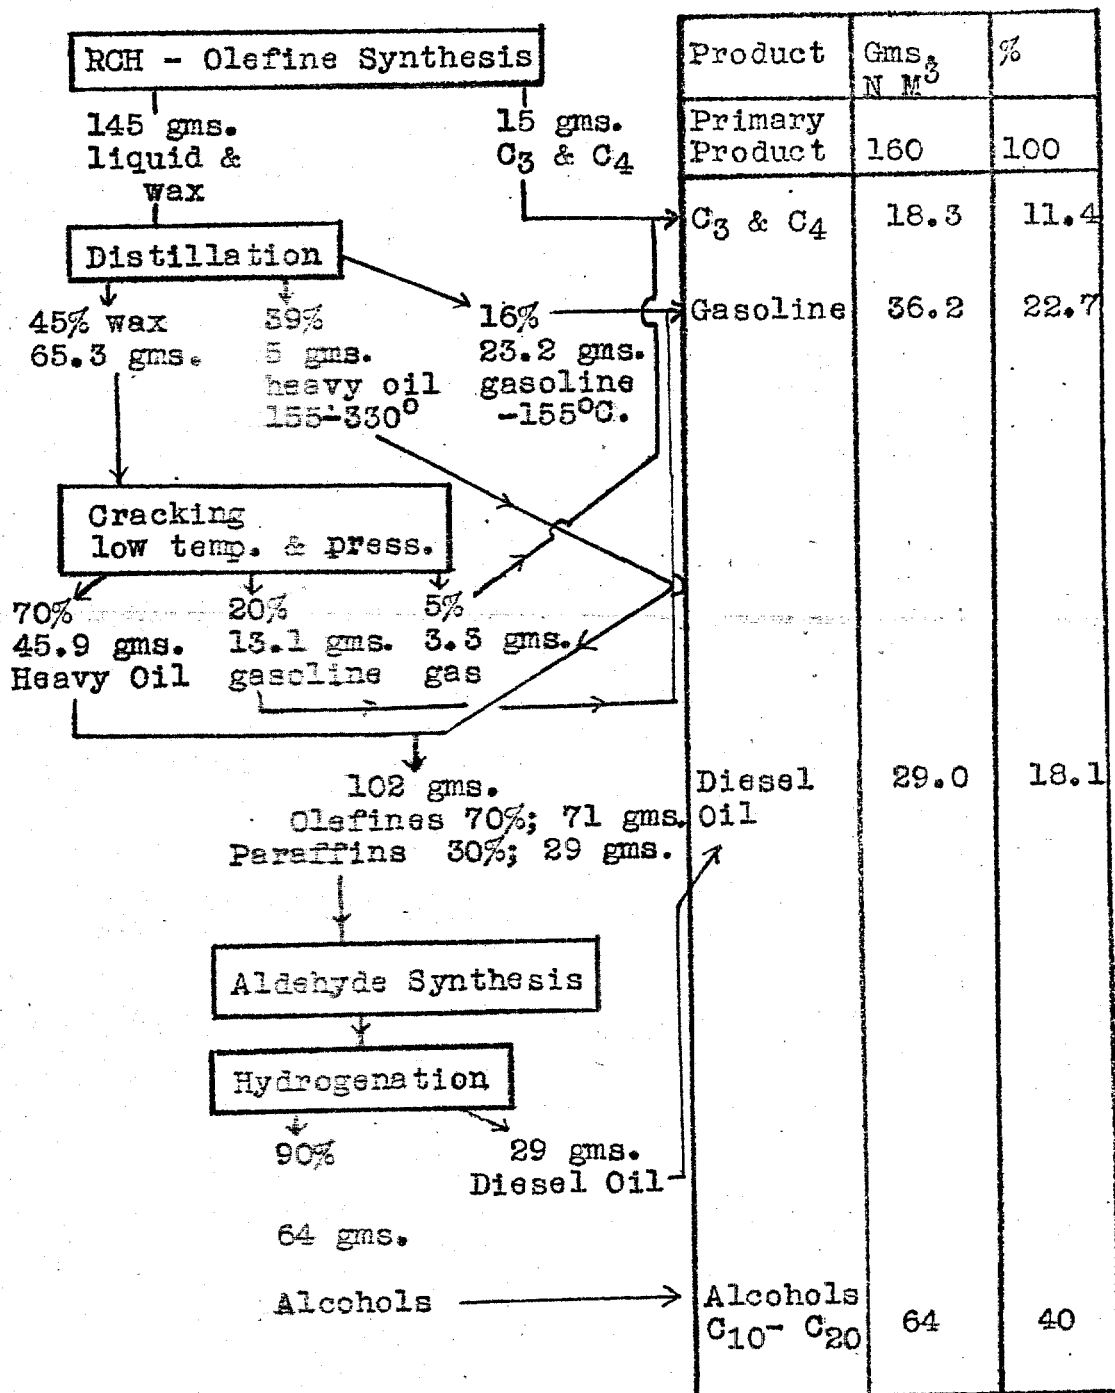 RCH - Olefine Synthesis
145 gms.
liquid &
wax
15 gms.
C3 & C4
Distillation
45% wax
65.3 gms.
39%
5 gms.
heavy oil
155-330°
16%
23.2 gms.
gasoline
-155°C.
Cracking
low temp. & press.
70%
45.9 gms.
Heavy Oil
20%
13.1 gms.
gasoline
5%
3.3 gms.
gas
102 gms.
Olefines 70%; 71 gms.
Paraffins 30%; 29 gms.
Aldehyde Synthesis
Hydrogenation
90%
64 gms.
Alcohols
29 gms.
Diesel Oil
Product Gms. N M3 %
Primary
Product 160 100
C3 & C4 18.3 11.4
Gasoline 36.2 22.7
Diesel 29.0 18.1
Oil
Alcohols
C10- C20 64 40